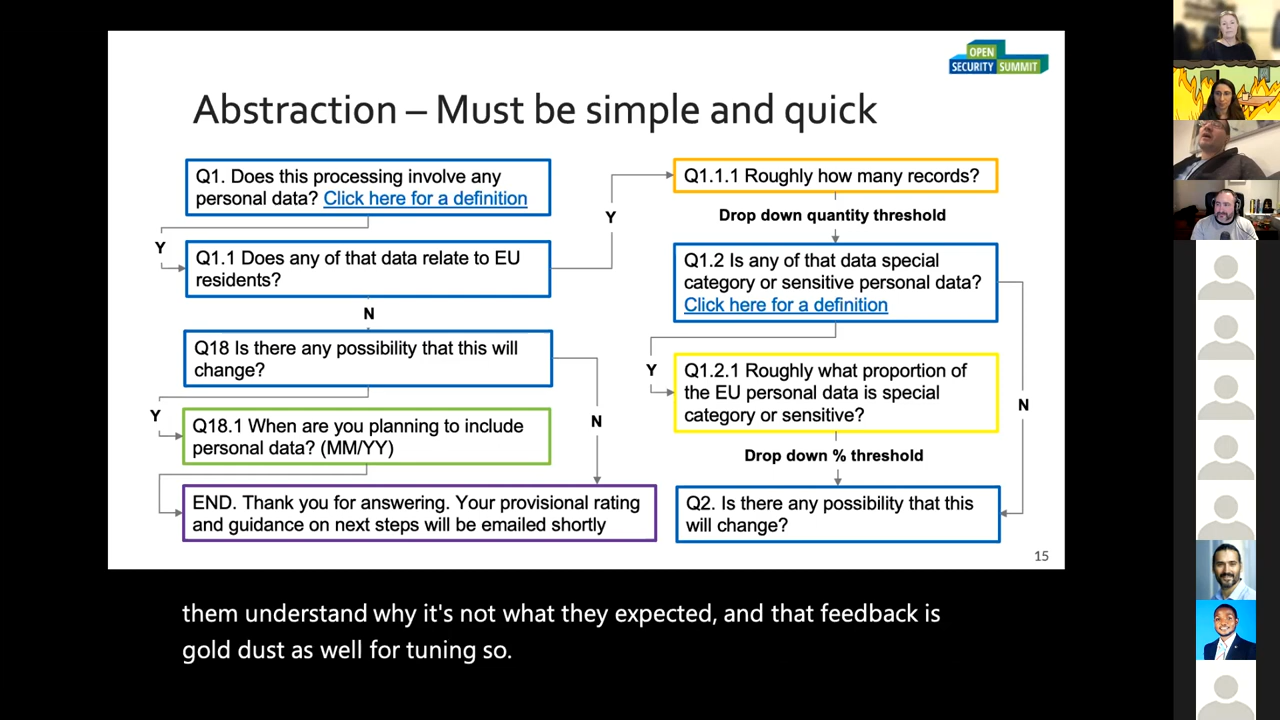 OPEN
SECURITY SUMMIT
Abstraction – Must be simple and quick
Q1. Does this processing involve any
personal data? Click here for a definition
Y
Q1.1 Does any of that data relate to EU
residents?
N
Q18 Is there any possibility that this will
change?
Y
Q18.1 When are you planning to include
personal data? (MM/YY)
N
END. Thank you for answering. Your provisional rating
and guidance on next steps will be emailed shortly
Y
Q1.1.1 Roughly how many records?
Drop down quantity threshold
Q1.2 Is any of that data special
category or sensitive personal data?
Click here for a definition
Y
Q1.2.1 Roughly what proportion of
the EU personal data is special
category or sensitive?
N
Drop down % threshold
Q2. Is there any possibility that this
will change?
15
them understand why it's not what they expected, and that feedback is
gold dust as well for tuning so.